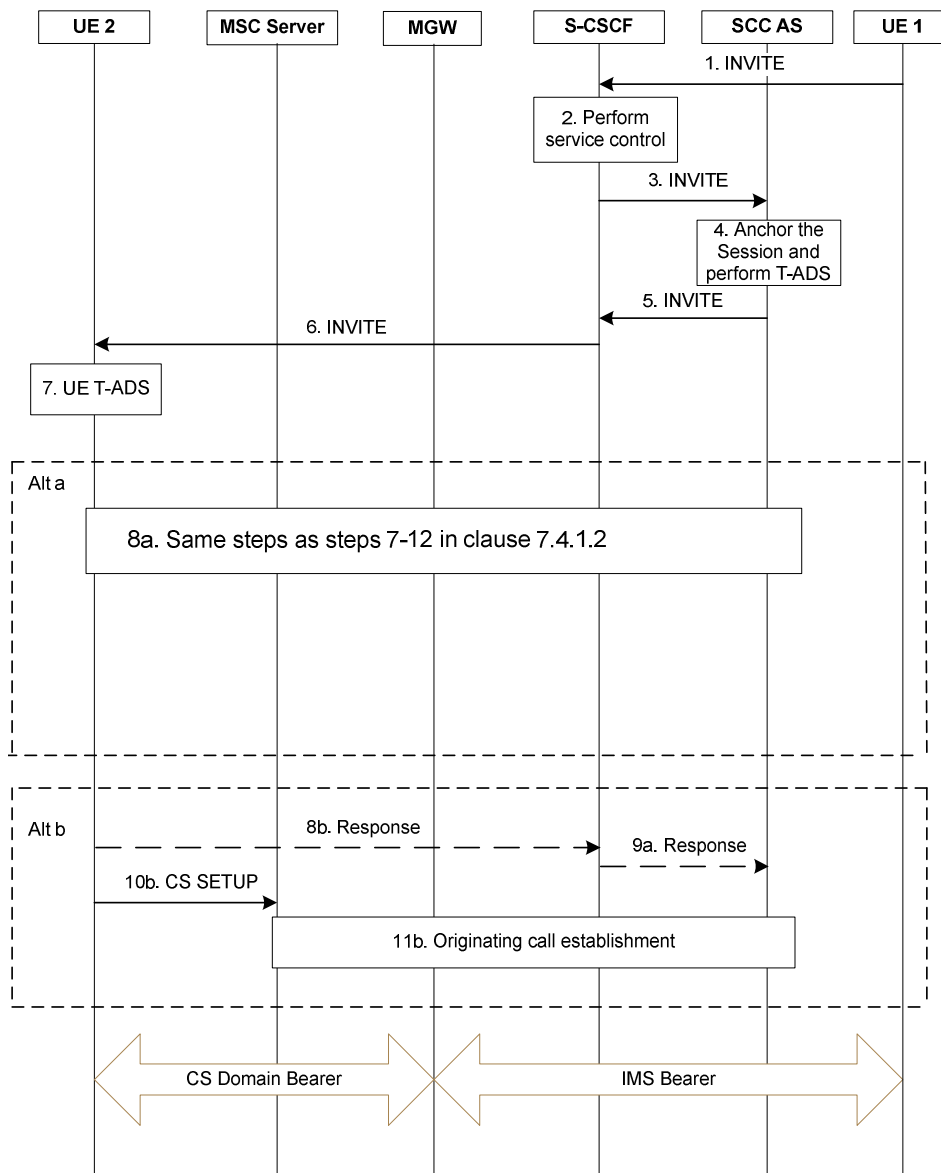 UE 2
MSC Server
MGW
S-CSCF
SCC AS
UE 1
1. INVITE
2. Perform
service control
3. INVITE
4. Anchor the
Session and
perform T-ADS
5. INVITE
6. INVITE
7. UE T-ADS
Alt a
8a. Same steps as steps 7-12 in clause 7.4.1.2
Alt b
8b. Response
9a. Response
10b. CS SETUP
11b. Originating call establishment
CS Domain Bearer
IMS Bearer